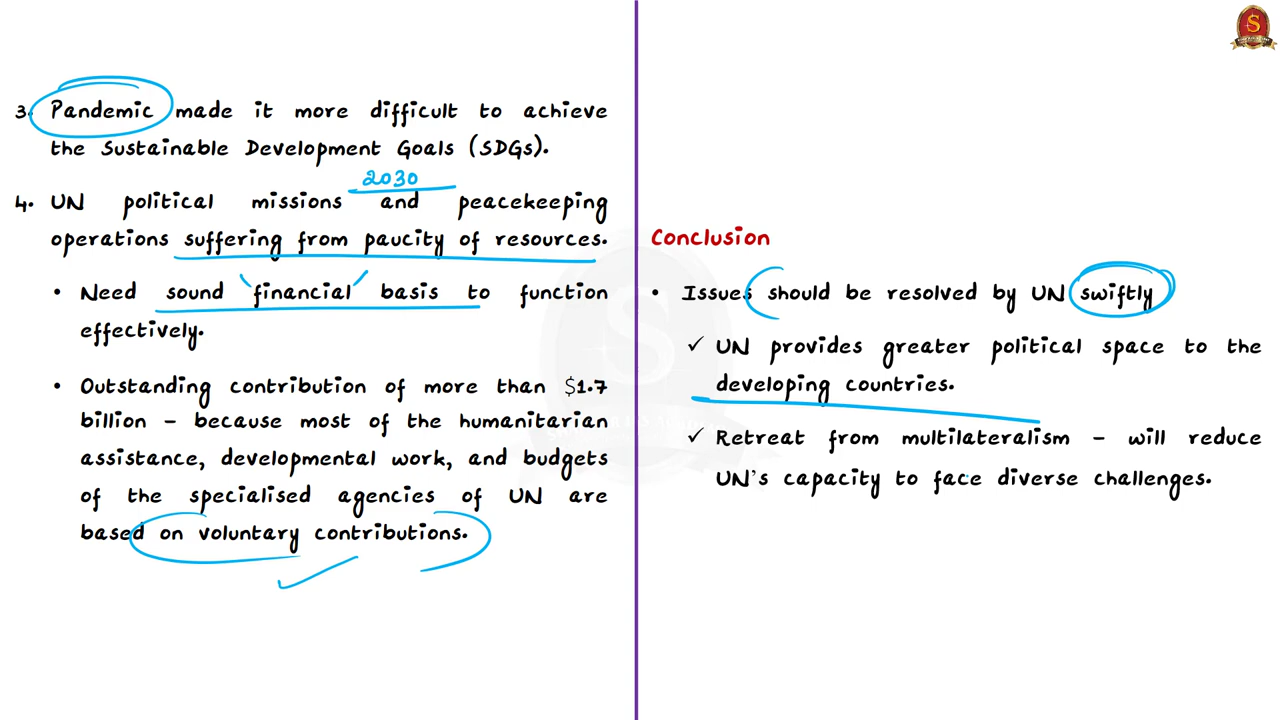 3. Pandemic made it more difficult to achieve
the Sustainable Development Goals (SDGs).
2030
4. UN political missions and peacekeeping
operations suffering from paucity of resources.
• Need sound financial basis to function
effectively.
• Outstanding contribution of more than $1.7
billion – because most of the humanitarian
assistance, developmental work, and budgets
of the specialised agencies of UN are
based on voluntary contributions.
Conclusion
• Issues should be resolved by UN swiftly
✓ UN provides greater political space to the
developing countries.
✓ Retreat from multilateralism – will reduce
UN's capacity to face diverse challenges.